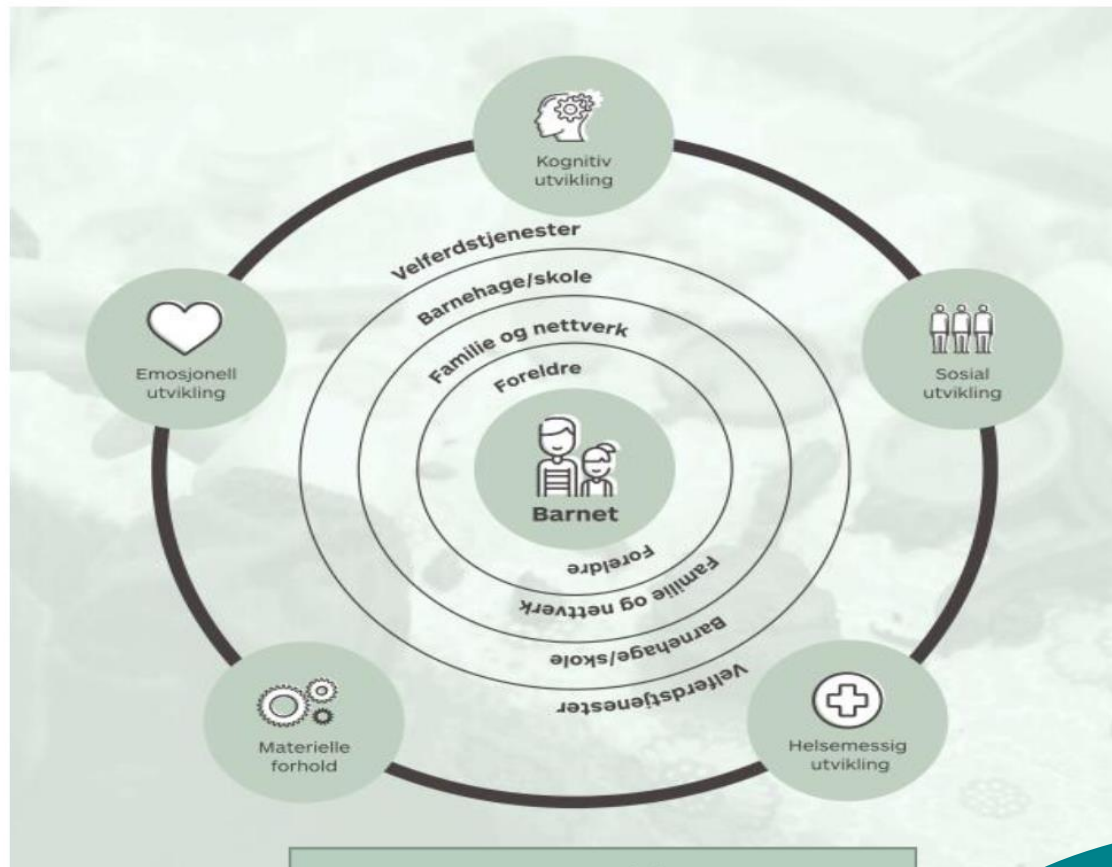 Kognitiv
utvikling
Velferdstjenester
Barnehage/skole
Familie og nettverk
Foreldre
Emosjonell
utvikling
Sosial
utvikling
Barnet
Foreldre
Familie og nettverk
Barnehage/skole
Velferdstjenester
Materielle
forhold
Helsemessig
utvikling